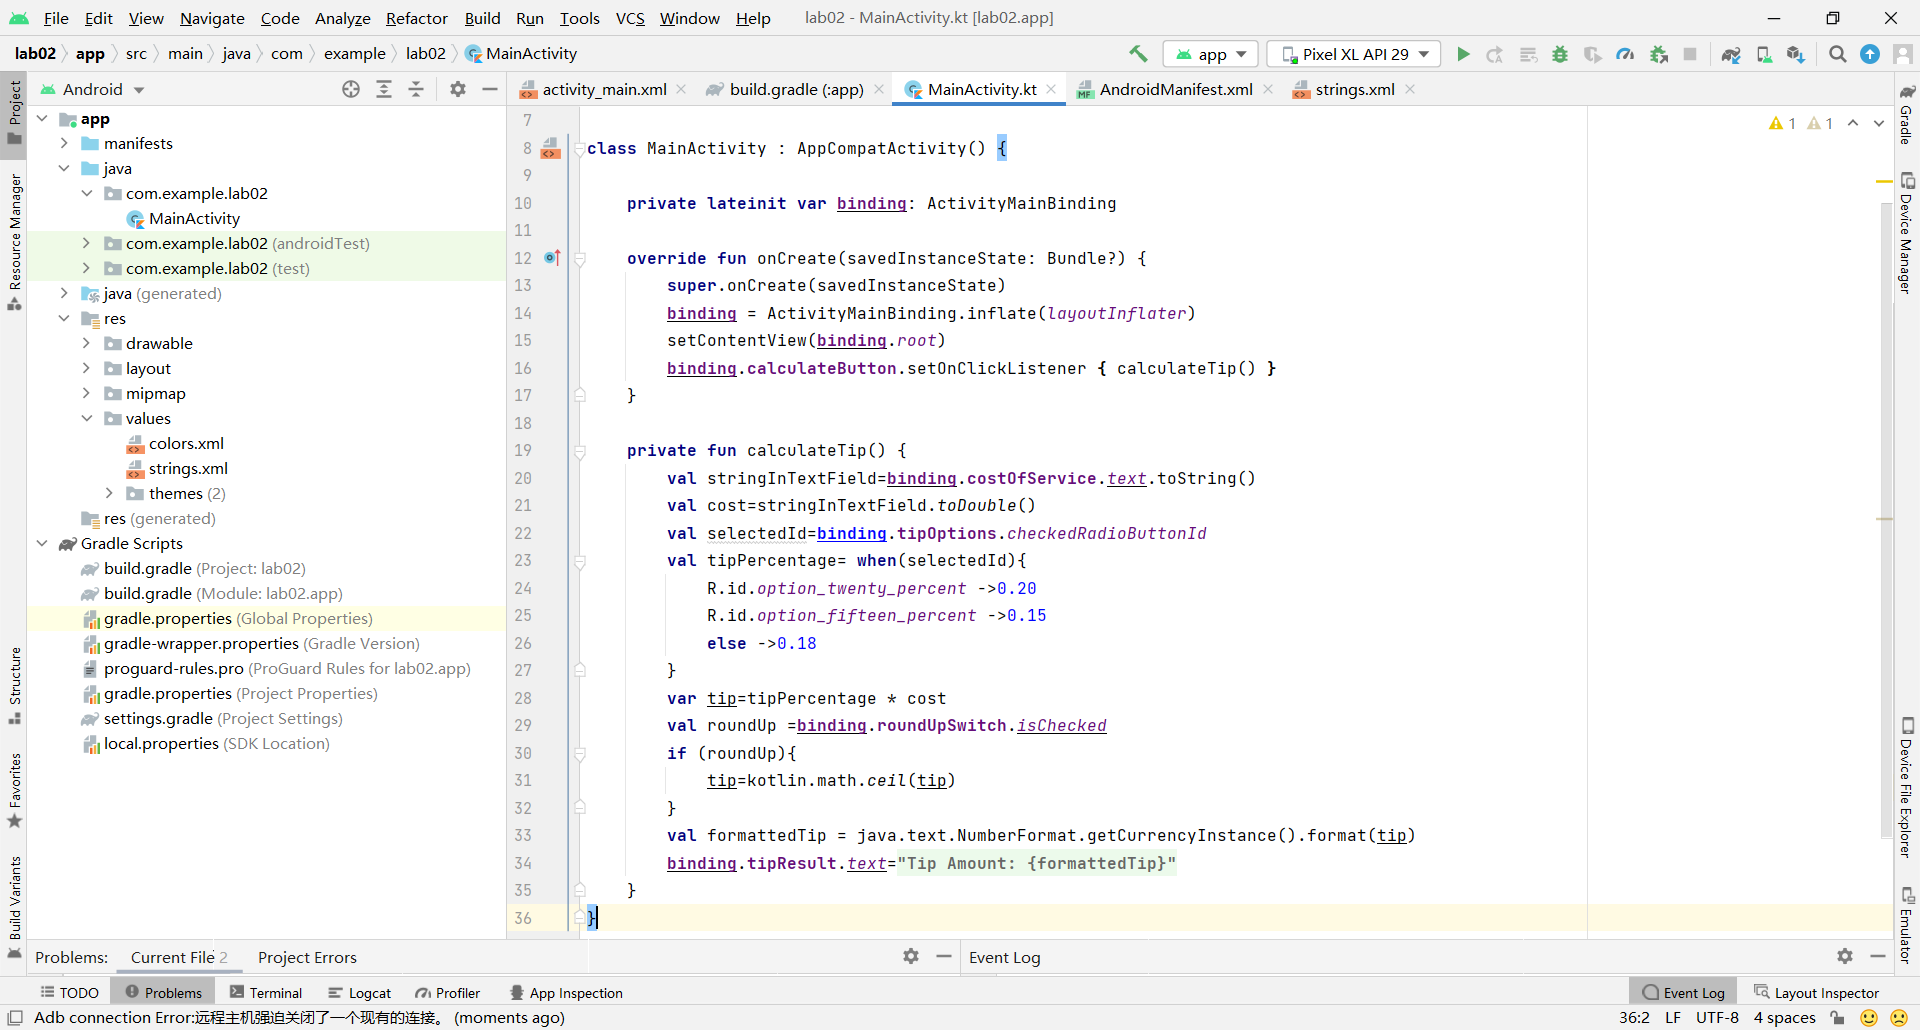 File Edit View Navigate Code Analyze Refactor Build Run Tools VCS Window Help lab02 - MainActivity.kt [lab02.app]
lab02 app src main java com example lab02 MainActivity app Pixel XL API 29
Android
activity_main.xml build.gradle (:app) MainActivity.kt AndroidManifest.xml strings.xml
Project
Resource Manager
Structure
Favorites
Build Variants
app
manifests
java
com.example.lab02
MainActivity
com.example.lab02 (androidTest)
com.example.lab02 (test)
java (generated)
res
drawable
layout
mipmap
values
colors.xml
strings.xml
themes (2)
res (generated)
Gradle Scripts
build.gradle (Project: lab02)
build.gradle (Module: lab02.app)
gradle.properties (Global Properties)
gradle-wrapper.properties (Gradle Version)
proguard-rules.pro (ProGuard Rules for lab02.app)
gradle.properties (Project Properties)
settings.gradle (Project Settings)
local.properties (SDK Location)
7
8 class MainActivity : AppCompatActivity() {
9
10 private lateinit var binding: ActivityMainBinding
11
12 override fun onCreate(savedInstanceState: Bundle?) {
13 super.onCreate(savedInstanceState)
14 binding = ActivityMainBinding.inflate(layoutInflater)
15 setContentView(binding.root)
16 binding.calculateButton.setOnClickListener { calculateTip() }
17 }
18
19 private fun calculateTip() {
20 val stringInTextField=binding.costOfService.text.toString()
21 val cost=stringInTextField.toDouble()
22 val selectedId=binding.tipOptions.checkedRadioButtonId
23 val tipPercentage= when(selectedId){
24 R.id.option_twenty_percent ->0.20
25 R.id.option_fifteen_percent ->0.15
26 else ->0.18
27 }
28 var tip=tipPercentage * cost
29 val roundUp =binding.roundUpSwitch.isChecked
30 if (roundUp){
31 tip=kotlin.math.ceil(tip)
32 }
33 val formattedTip = java.text.NumberFormat.getCurrencyInstance().format(tip)
34 binding.tipResult.text="Tip Amount: {formattedTip}"
35 }
36 }
1 1
Gradle
Device Manager
Device File Explorer
Emulator
Problems: Current File 2 Project Errors
Event Log
TODO Problems Terminal Logcat Profiler App Inspection Event Log Layout Inspector
Adb connection Error:远程主机强迫关闭了一个现有的连接。 (moments ago) 36:2 LF UTF-8 4 spaces